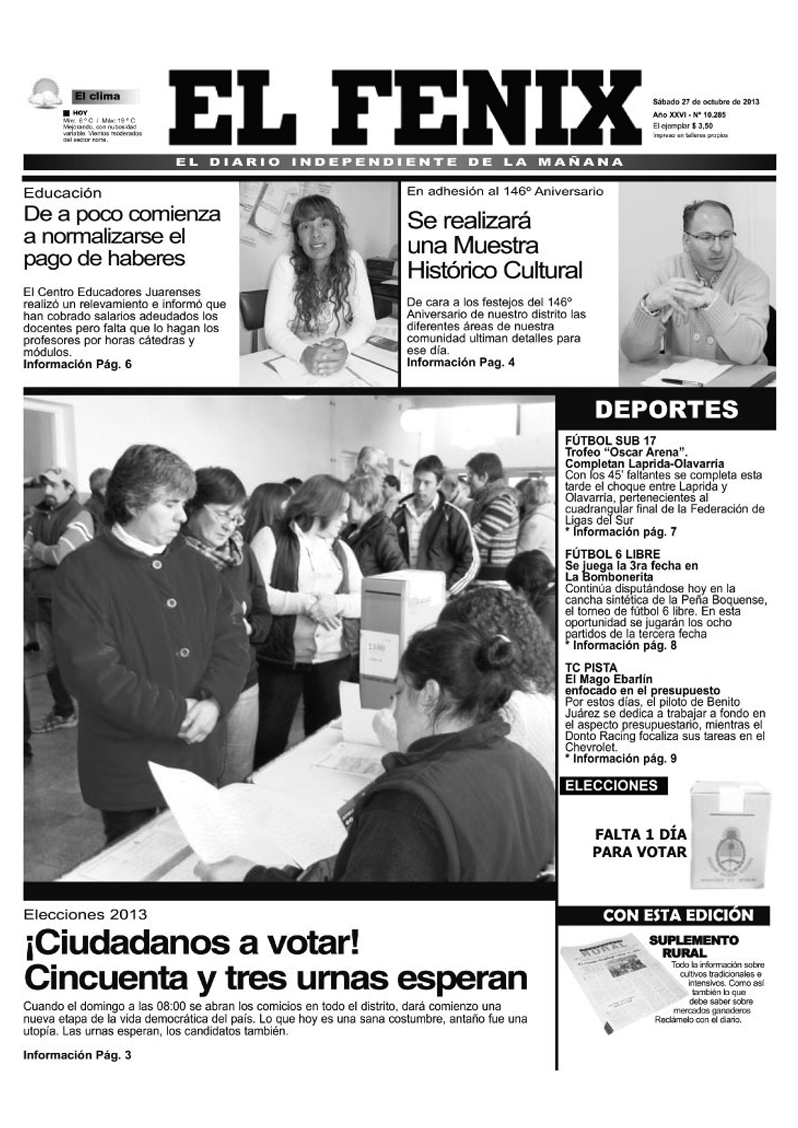 El clima
HOY
Min: 6 º C / Máx: 19 º C
Mejorando, con nubosidad
variable. Vientos moderados
del sector norte.
EL FENIX
Sábado 27 de octubre de 2013
Año XXVI - Nº 10.285
El ejemplar $ 3,50
Impreso en talleres propios
EL DIARIO INDEPENDIENTE DE LA MAÑANA
Educación
De a poco comienza
a normalizarse el
pago de haberes
El Centro Educadores Juarenses
realizó un relevamiento e informó que
han cobrado salarios adeudados los
docentes pero falta que lo hagan los
profesores por horas cátedras y
módulos.
Información Pág. 6
En adhesión al 146º Aniversario
Se realizará
una Muestra
Histórico Cultural
De cara a los festejos del 146º
Aniversario de nuestro distrito las
diferentes áreas de nuestra
comunidad ultiman detalles para
ese día.
Información Pag. 4
DEPORTES
FÚTBOL SUB 17
Trofeo “Oscar Arena”.
Completan Laprida-Olavarría
Con los 45’ faltantes se completa esta
tarde el choque entre Laprida y
Olavarría, pertenecientes al
cuadrangular final de la Federación de
Ligas del Sur
* Información pág. 7
FÚTBOL 6 LIBRE
Se juega la 3ra fecha en
La Bombonerita
Continúa disputándose hoy en la
cancha sintética de la Peña Boquense,
el torneo de fútbol 6 libre. En esta
oportunidad se jugarán los ocho
partidos de la tercera fecha
* Información pág. 8
TC PISTA
El Mago Ebarlín
enfocado en el presupuesto
Por estos días, el piloto de Benito
Juárez se dedica a trabajar a fondo en
el aspecto presupuestario, mientras el
Donto Racing focaliza sus tareas en el
Chevrolet.
* Información pág. 9
ELECCIONES
FALTA 1 DÍA
PARA VOTAR
Elecciones 2013
¡Ciudadanos a votar!
Cincuenta y tres urnas esperan
Cuando el domingo a las 08:00 se abran los comicios en todo el distrito, dará comienzo una
nueva etapa de la vida democrática del país. Lo que hoy es una sana costumbre, antaño fue una
utopía. Las urnas esperan, los candidatos también.
Información Pág. 3
CON ESTA EDICIÓN
RURAL
SUPLEMENTO
RURAL
Toda la información sobre
cultivos tradicionales e
intensivos. Como así
también lo que
debe saber sobre
mercados ganaderos
Reclámelo con el diario.